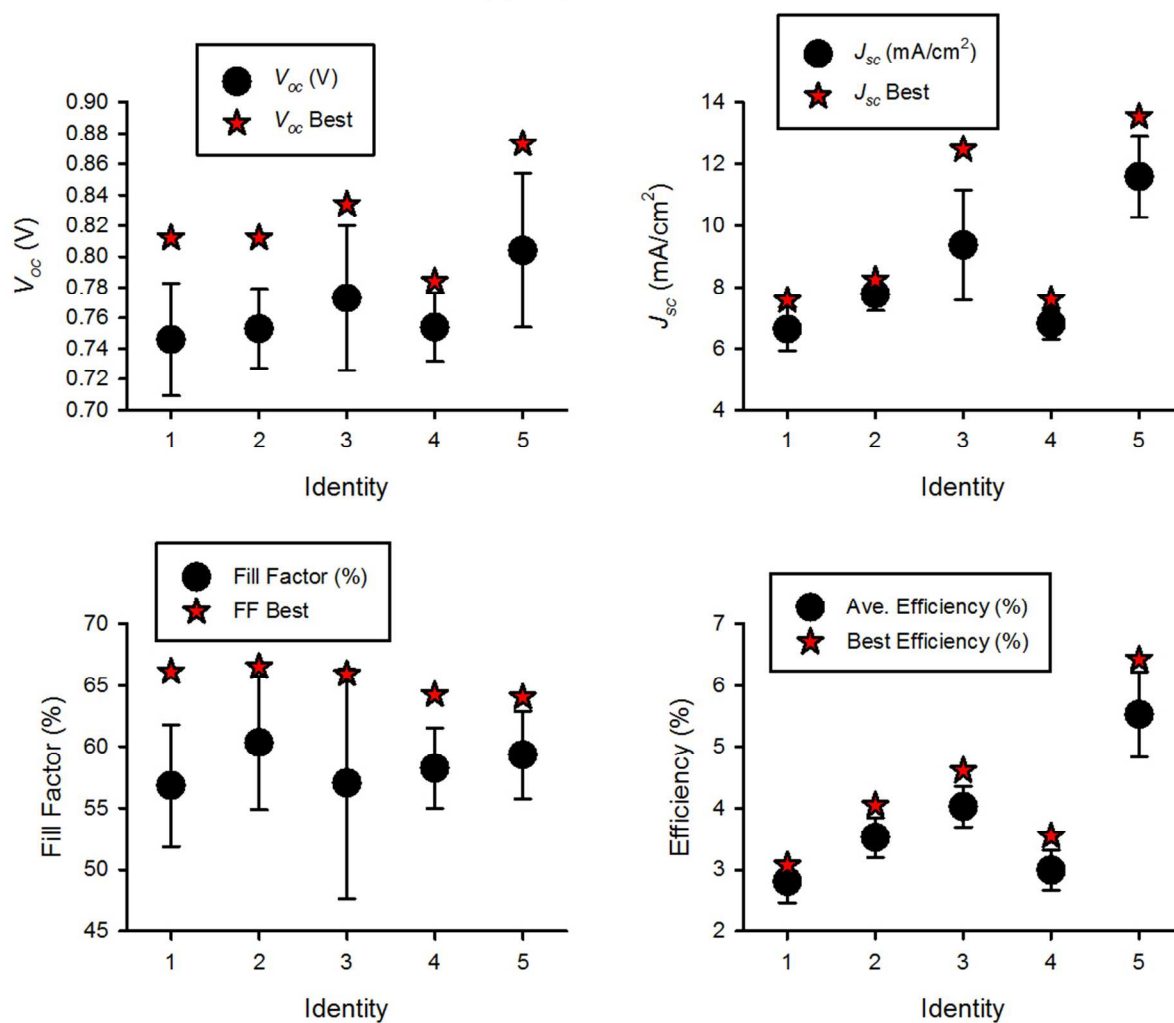 V_oc (V)
V_oc Best
0.90
0.88
0.86
0.84
0.82
0.80
0.78
0.76
0.74
0.72
0.70
V_oc (V)
1 2 3 4 5
Identity
J_sc (mA/cm²)
J_sc Best
14
12
10
8
6
4
J_sc (mA/cm²)
1 2 3 4 5
Identity
Fill Factor (%)
FF Best
70
65
60
55
50
45
Fill Factor (%)
1 2 3 4 5
Identity
Ave. Efficiency (%)
Best Efficiency (%)
7
6
5
4
3
2
Efficiency (%)
1 2 3 4 5
Identity